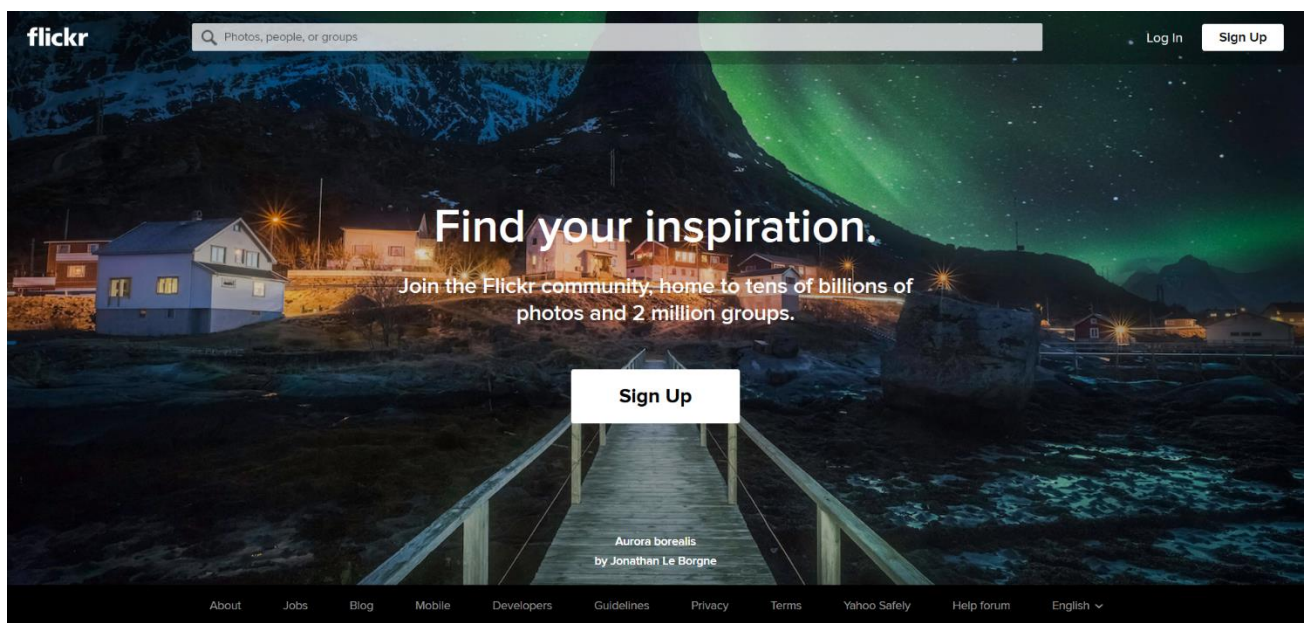 flickr
Photos, people, or groups
Log In
Sign Up
Find your inspiration.
Join the Flickr community, home to tens of billions of
photos and 2 million groups.
Sign Up
Aurora borealis
by Jonathan Le Borgne
About Jobs Blog Mobile Developers Guidelines Privacy Terms Yahoo Safely Help forum English